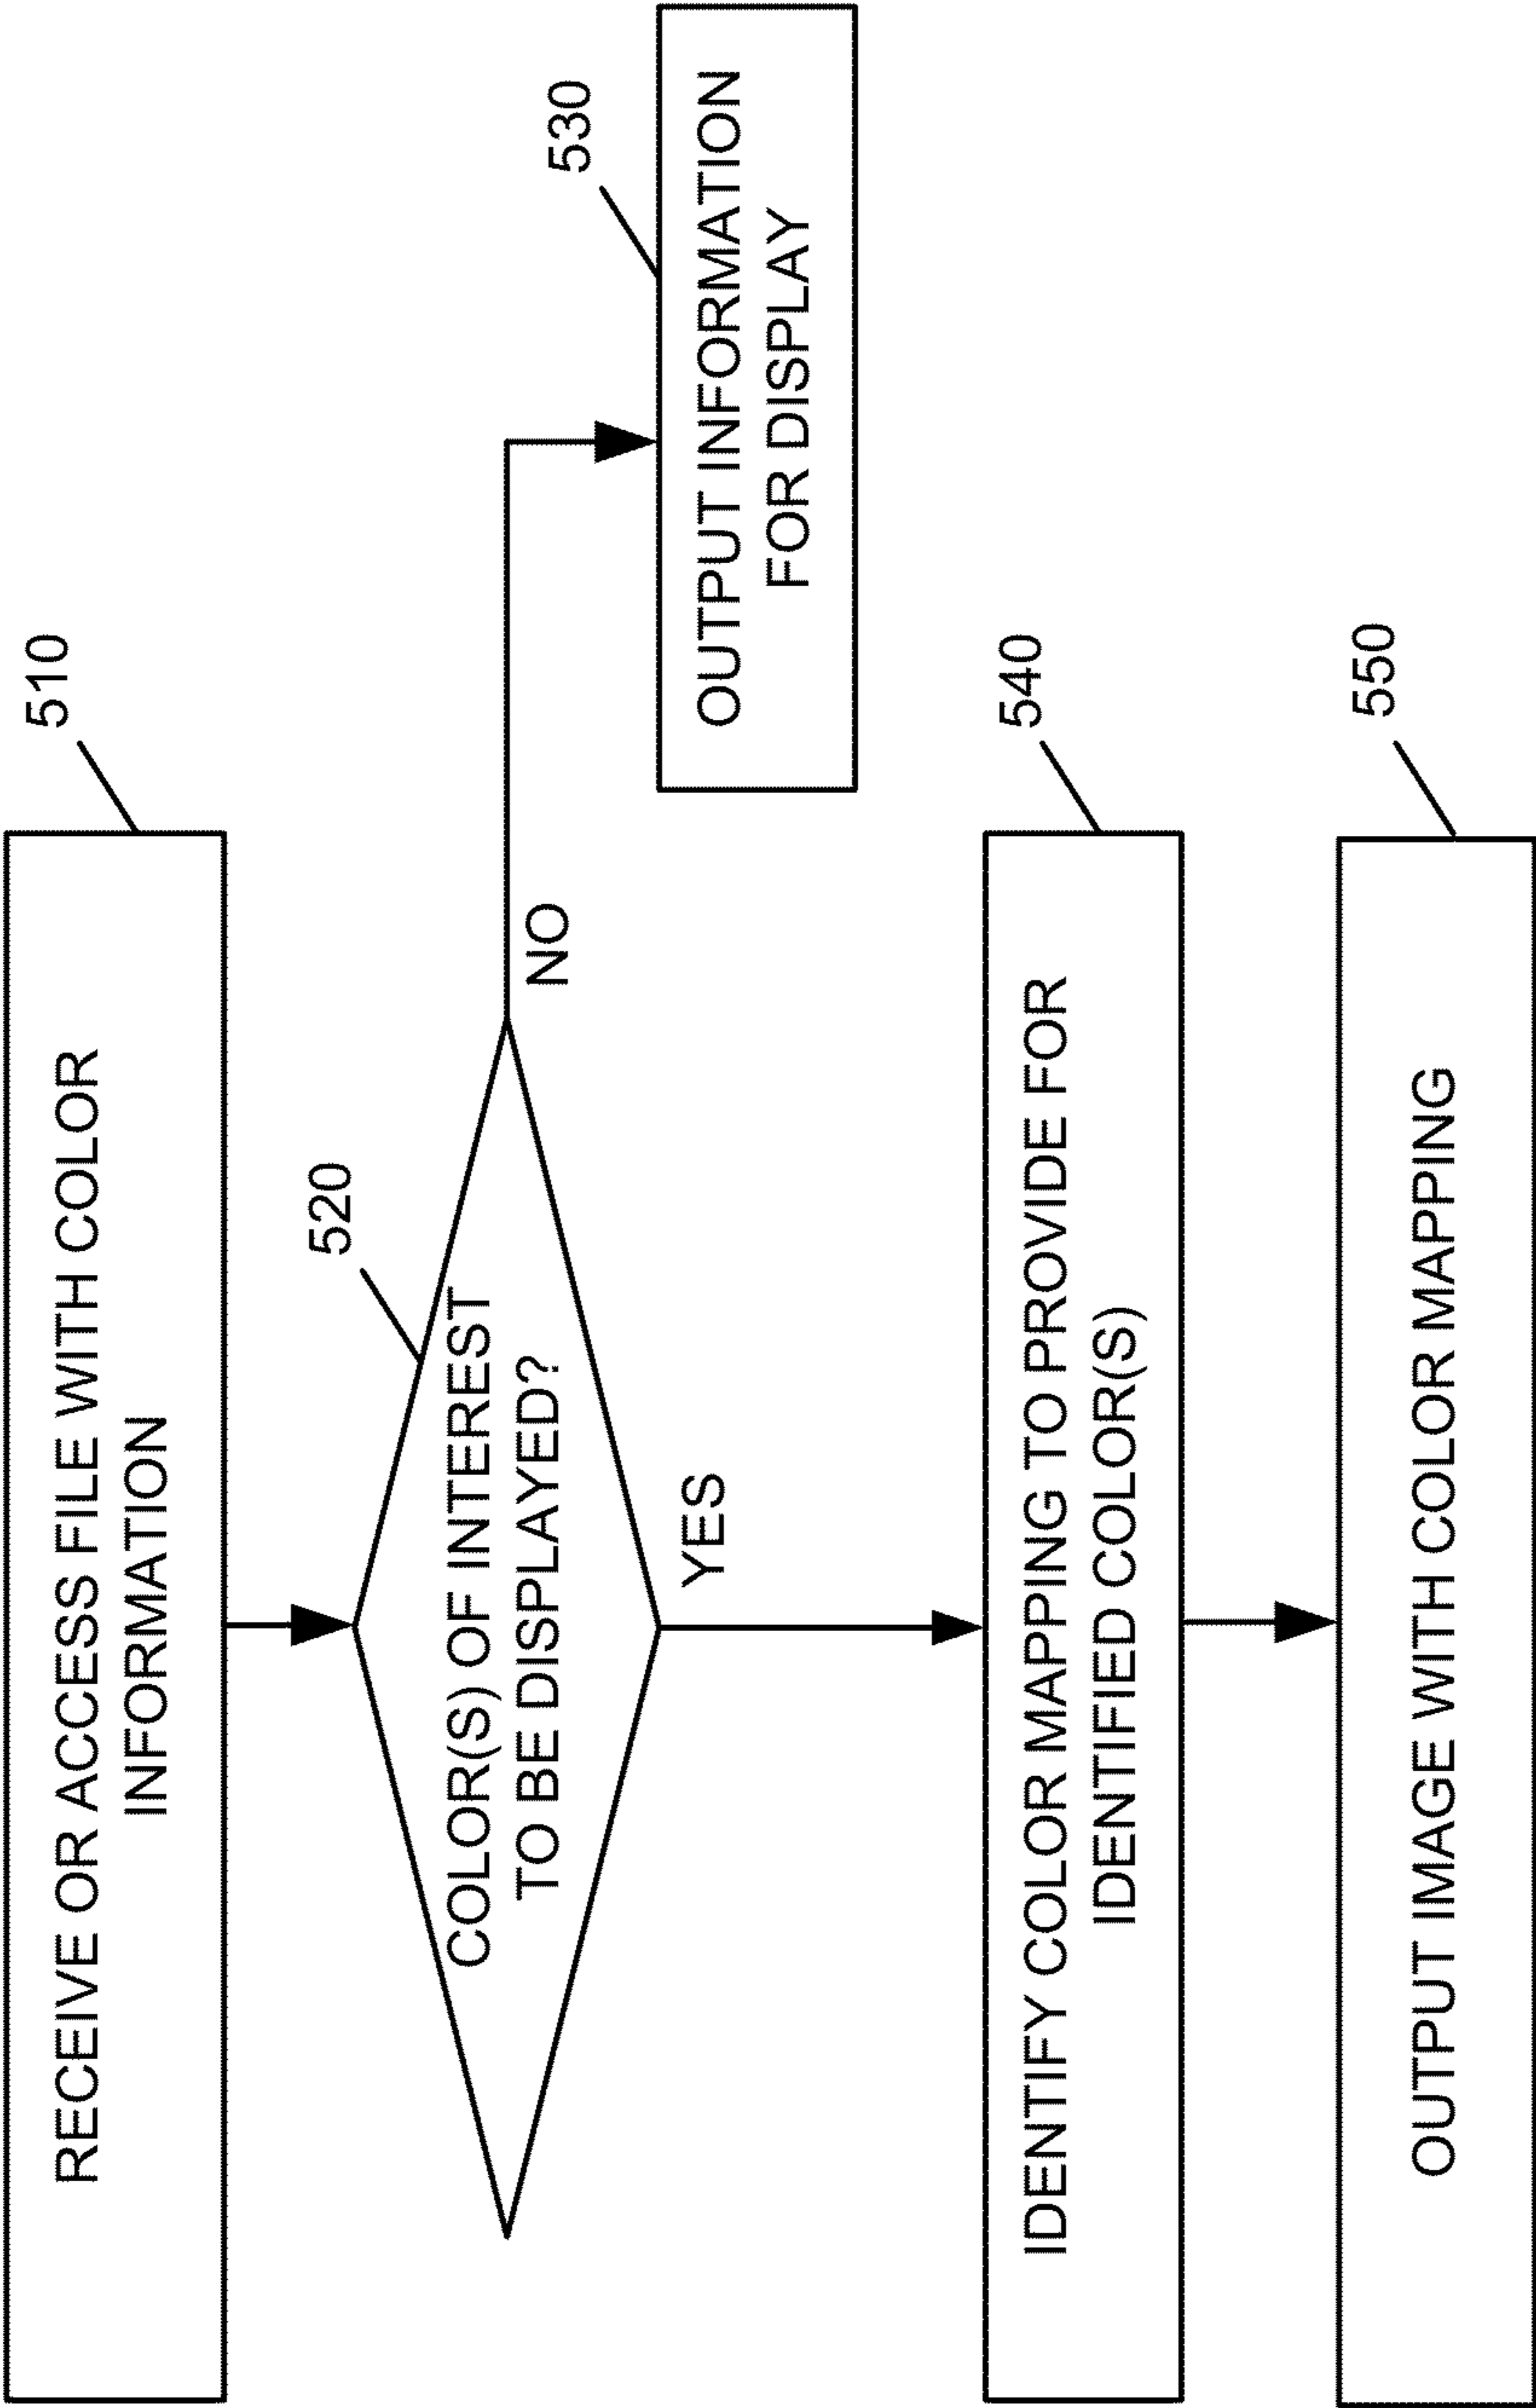 510
RECEIVE OR ACCESS FILE WITH COLOR
INFORMATION
520
COLOR(S) OF INTEREST
TO BE DISPLAYED?
NO
530
OUTPUT INFORMATION
FOR DISPLAY
YES
540
IDENTIFY COLOR MAPPING TO PROVIDE FOR
IDENTIFIED COLOR(S)
550
OUTPUT IMAGE WITH COLOR MAPPING